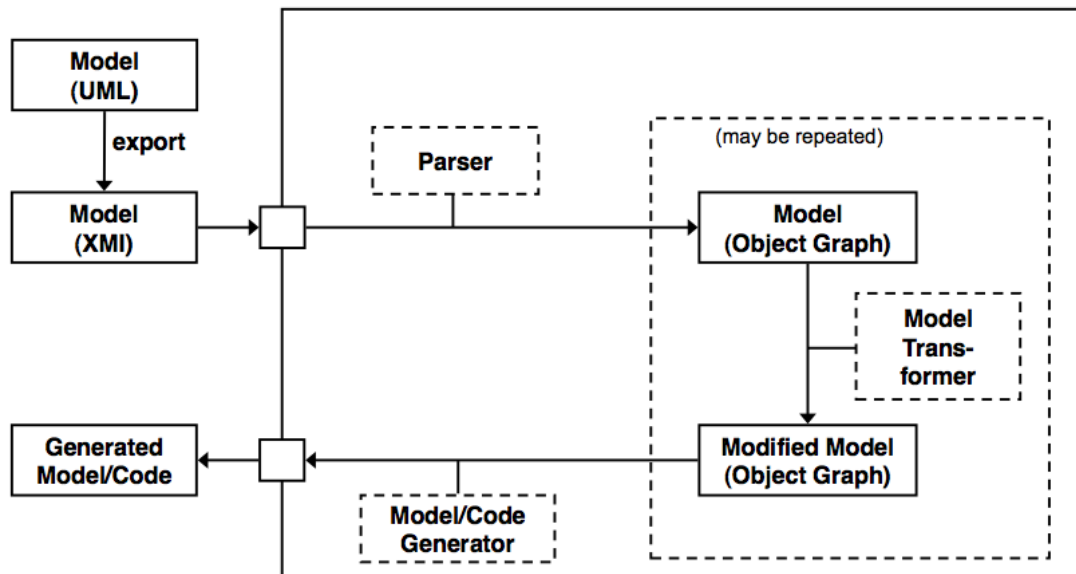 Model
(UML)
export
Model
(XMI)
Parser
(may be repeated)
Model
(Object Graph)
Model
Trans-
former
Modified Model
(Object Graph)
Model/Code
Generator
Generated
Model/Code